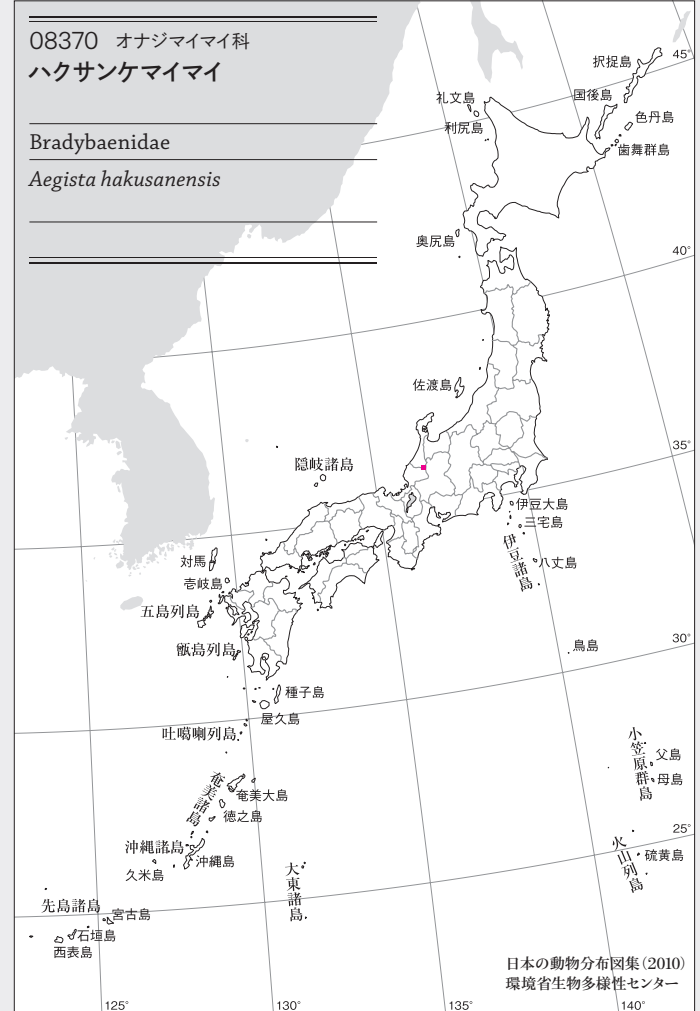 08370 オナジマイマイ科
ハクサンケマイマイ
Bradybaenidae
Aegista hakusanensis
択捉島
45°
礼文島
国後島
利尻島
色丹島
歯舞群島
奥尻島
40°
佐渡島
35°
隠岐諸島
伊豆大島
三宅島
伊豆諸島
八丈島
対馬
壱岐島
五島列島
甑島列島
鳥島
30°
種子島
屋久島
吐噶喇列島
小笠原群島
父島
母島
奄美諸島
奄美大島
徳之島
25°
沖縄諸島
沖縄島
久米島
大東諸島
火山列島
硫黄島
先島諸島
宮古島
石垣島
西表島
日本の動物分布図集(2010)
環境省生物多様性センター
125°
130°
135°
140°